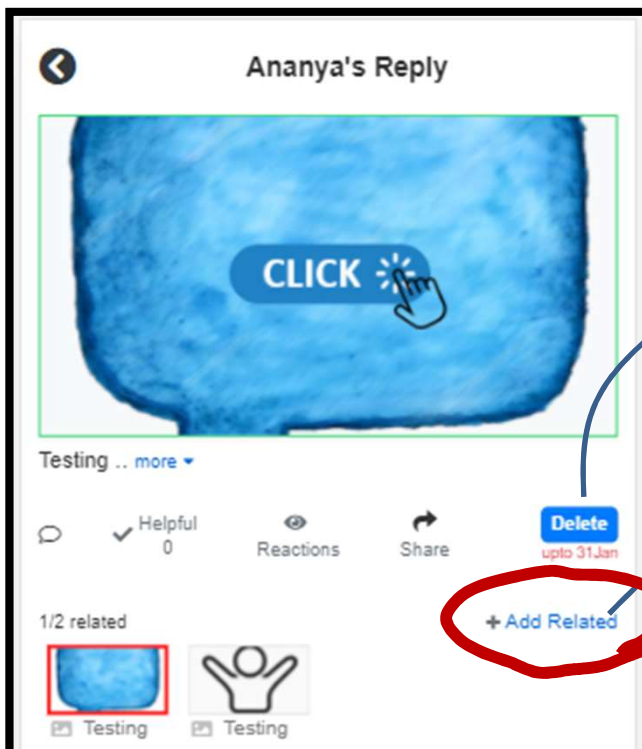 Ananya's Reply
CLICK
Testing .. more
Helpful
0
Reactions
Share
Delete
upto 31Jan
1/2 related
+ Add Related
Testing
Testing